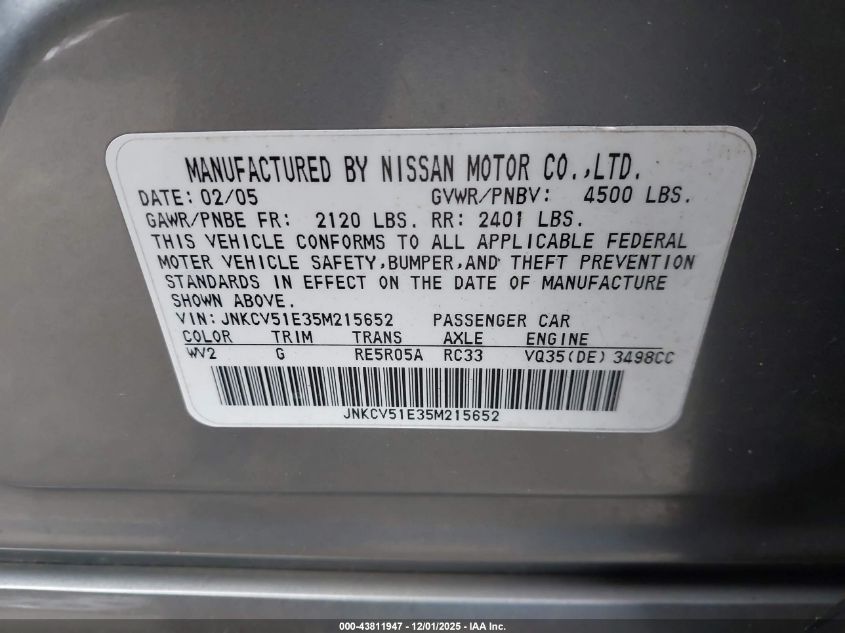 MANUFACTURED BY NISSAN MOTOR CO.,LTD.
DATE: 02/05 GVWR/PNBV: 4500 LBS.
GAWR/PNBE FR: 2120 LBS. RR: 2401 LBS.
THIS VEHICLE CONFORMS TO ALL APPLICABLE FEDERAL
MOTER VEHICLE SAFETY,BUMPER,AND THEFT PREVENTION
STANDARDS IN EFFECT ON THE DATE OF MANUFACTURE
SHOWN ABOVE.
VIN: JNKCV51E35M215652 PASSENGER CAR
COLOR TRIM TRANS AXLE ENGINE
WV2 G RE5R05A RC33 VQ35(DE) 3498CC
JNKCV51E35M215652
000-43811947 - 12/01/2025 - IAA Inc.